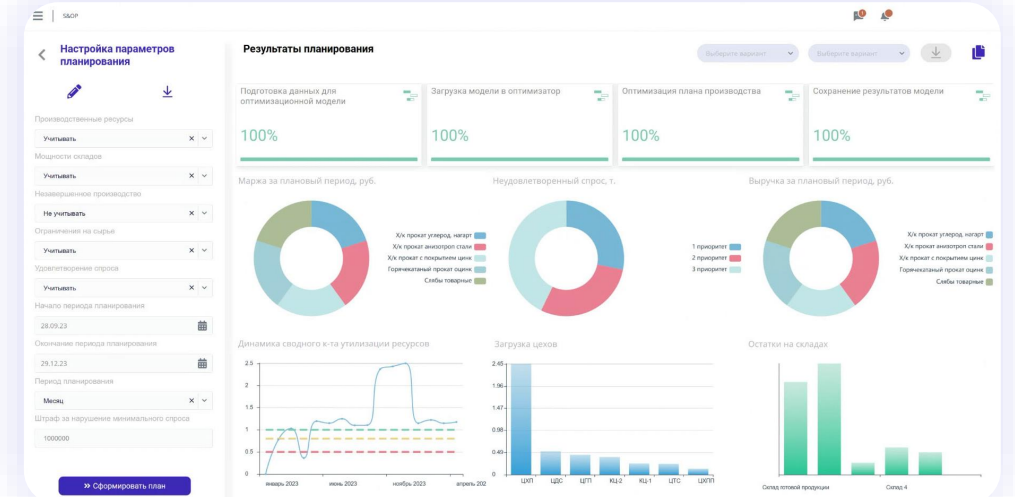 S&OP
Настройка параметров
планирования
Производственные ресурсы
Учитывать
Мощности складов
Учитывать
Незавершенное производство
Не учитывать
Ограничения на сырье
Учитывать
Удовлетворение спроса
Учитывать
Начало периода планирования
28.09.23
Окончание периода планирования
29.12.23
Период планирования
Месяц
Штраф за нарушение минимального спроса
1000000
Сформировать план
Результаты планирования
Выберите вариант
Выберите вариант
Подготовка данных для
оптимизационной модели
100%
Загрузка модели в оптимизатор
100%
Оптимизация плана производства
100%
Сохранение результатов модели
100%
Маржа за плановый период, руб.
Х/к прокат углерод. нагарт
Х/к прокат анизотроп стали
Х/к прокат с покрытием цинк
Горячекатаный прокат оцинк
Слябы товарные
Неудовлетворенный спрос, т.
1 приоритет
2 приоритет
3 приоритет
Выручка за плановый период, руб.
Х/к прокат углерод. нагарт
Х/к прокат анизотроп стали
Х/к прокат с покрытием цинк
Горячекатаный прокат оцинк
Слябы товарные
Динамика сводного к-та утилизации ресурсов
2.5
2
1.5
1
0.5
0
январь 2023
июнь 2023
ноябрь 2023
апрель 202
Загрузка цехов
2.45
1.96
1.47
0.98
0.49
0
ЦХП
ЦДС
ЦГП
КЦ-2
КЦ-1
ЦТС
ЦХПП
Остатки на складах
Склад готовой продукции
Склад 4